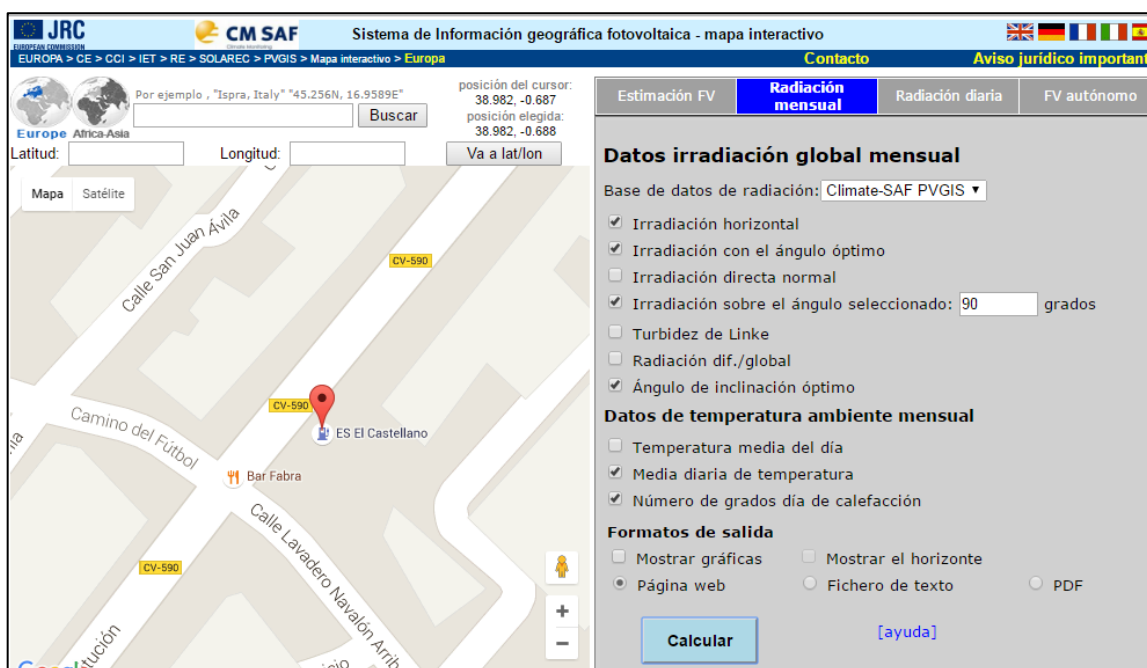 JRC
EUROPEAN COMMISSION
CM SAF
Climate Monitoring
Sistema de Información geográfica fotovoltaica - mapa interactivo
EUROPA > CE > CCI > IET > RE > SOLAREC > PVGIS > Mapa interactivo > Europa
Contacto
Aviso jurídico important
Europe
Africa-Asia
Por ejemplo , "Ispra, Italy" "45.256N, 16.9589E"
Buscar
posición del cursor:
38.982, -0.687
posición elegida:
38.982, -0.688
Latitud:
Longitud:
Va a lat/lon
Mapa
Satélite
Calle San Juan Ávila
CV-590
CV-590
Camino del Fútbol
ES El Castellano
Bar Fabra
Calle Lavadero Navalón Arrib
CV-590
titución
Estimación FV
Radiación
mensual
Radiación diaria
FV autónomo
Datos irradiación global mensual
Base de datos de radiación: Climate-SAF PVGIS
Irradiación horizontal
Irradiación con el ángulo óptimo
Irradiación directa normal
Irradiación sobre el ángulo seleccionado: 90 grados
Turbidez de Linke
Radiación dif./global
Ángulo de inclinación óptimo
Datos de temperatura ambiente mensual
Temperatura media del día
Media diaria de temperatura
Número de grados día de calefacción
Formatos de salida
Mostrar gráficas
Mostrar el horizonte
Página web
Fichero de texto
PDF
Calcular
[ayuda]